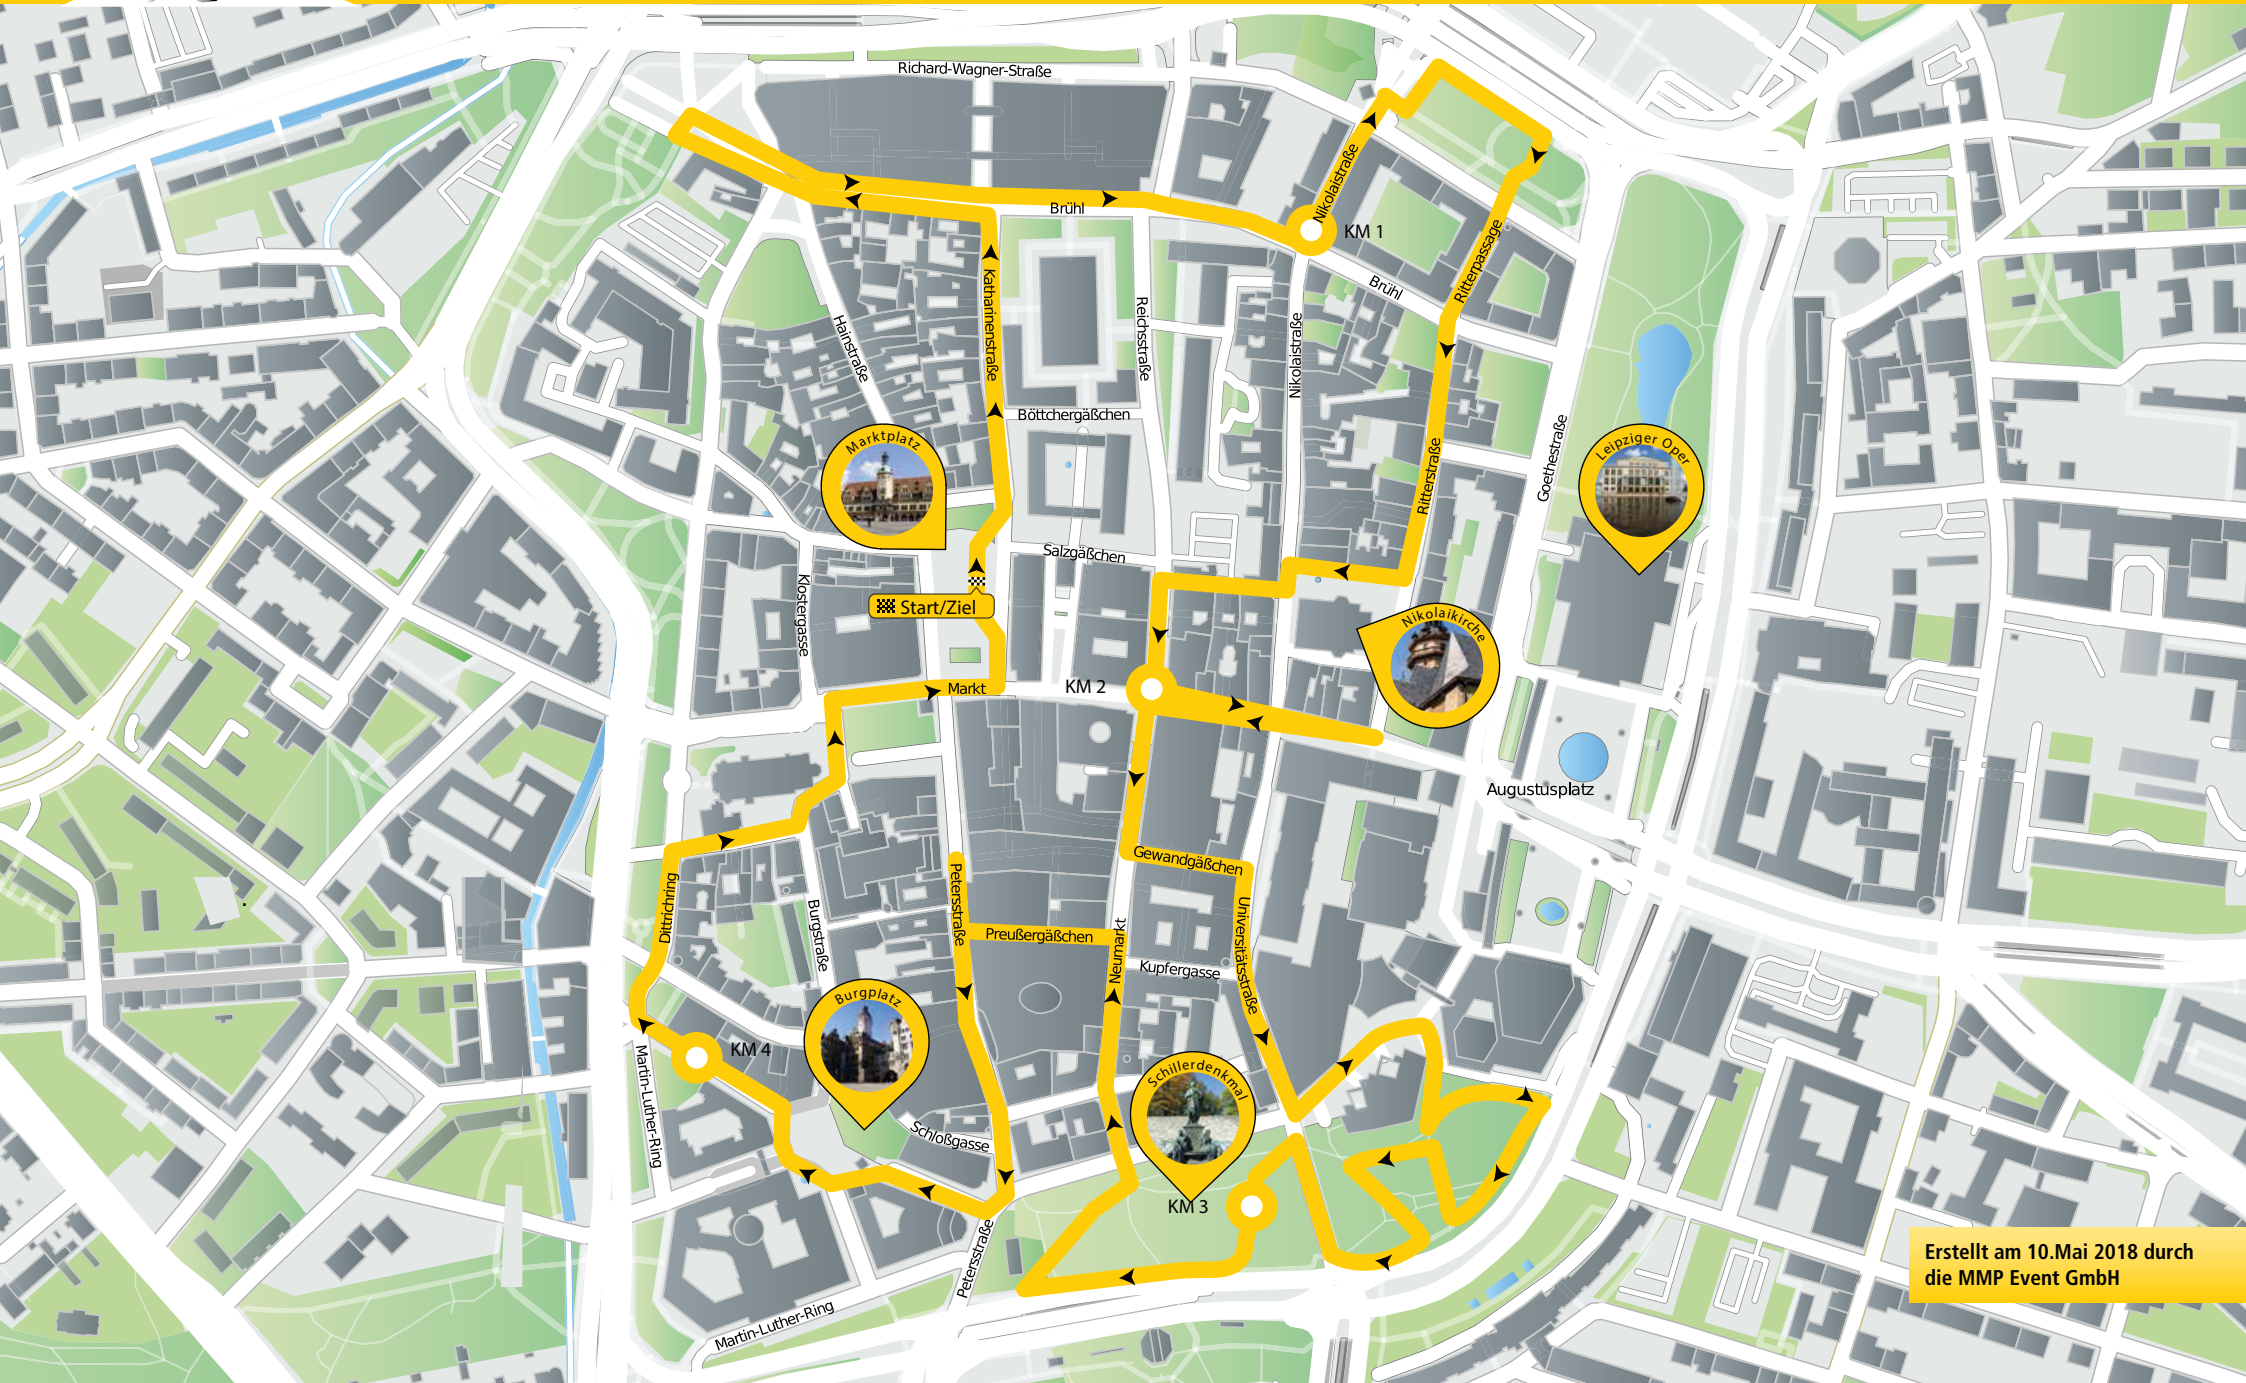 Richard-Wagner-Straße
Brühl
Nikolaistraße
KM 1
Ritterpassage
Brühl
Katharinenstraße
Hainstraße
Reichsstraße
Nikolaistraße
Böttchergäßchen
Marktplatz
Ritterstraße
Goethestraße
Leipziger Oper
Salzgäßchen
Klostergasse
Start/Ziel
Nikolaikirche
Markt
KM 2
Augustusplatz
Gewandgäßchen
Dittrichring
Burgstraße
Petersstraße
Preußergäßchen
Neumarkt
Kupfergasse
Universitätsstraße
Burgplatz
KM 4
Martin-Luther-Ring
Schloßgasse
Schillerdenkmal
KM 3
Petersstraße
Martin-Luther-Ring
Erstellt am 10.Mai 2018 durch
die MMP Event GmbH